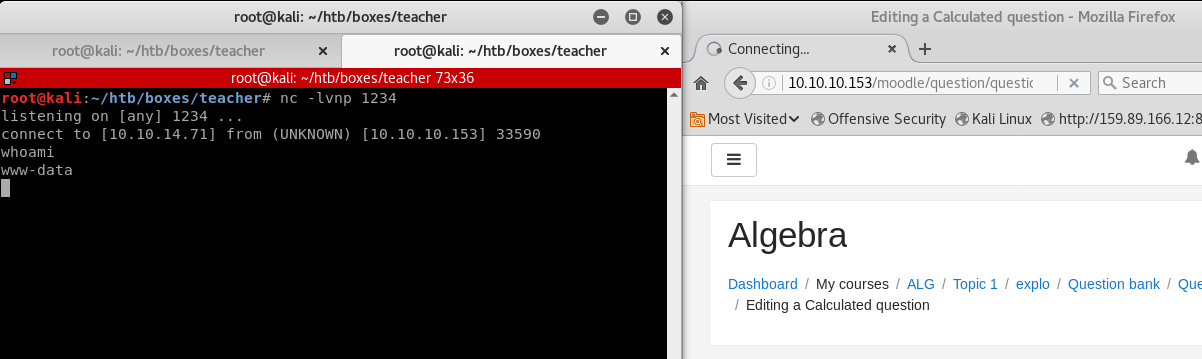 root@kali: ~/htb/boxes/teacher
root@kali: ~/htb/boxes/teacher
root@kali: ~/htb/boxes/teacher
root@kali: ~/htb/boxes/teacher 73x36
root@kali:~/htb/boxes/teacher# nc -lvnp 1234
listening on [any] 1234 ...
connect to [10.10.14.71] from (UNKNOWN) [10.10.10.153] 33590
whoami
www-data
Editing a Calculated question - Mozilla Firefox
Connecting...
10.10.10.153/moodle/question/questic
Search
Most Visited Offensive Security Kali Linux http://159.89.166.12:8
Algebra
Dashboard / My courses / ALG / Topic 1 / explo / Question bank / Que
/ Editing a Calculated question